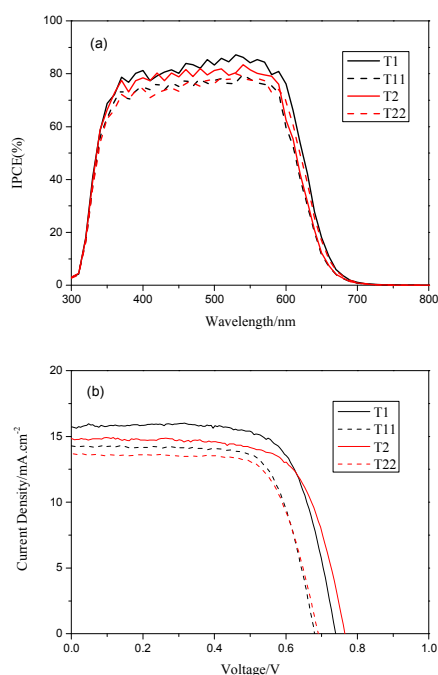 100
80
60
40
20
0
IPCE(%)
(a)
T1
T11
T2
T22
300 400 500 600 700 800
Wavelength/nm
20
15
10
5
0
Current Density/mA.cm-2
(b)
T1
T11
T2
T22
0.0 0.2 0.4 0.6 0.8 1.0
Voltage/V